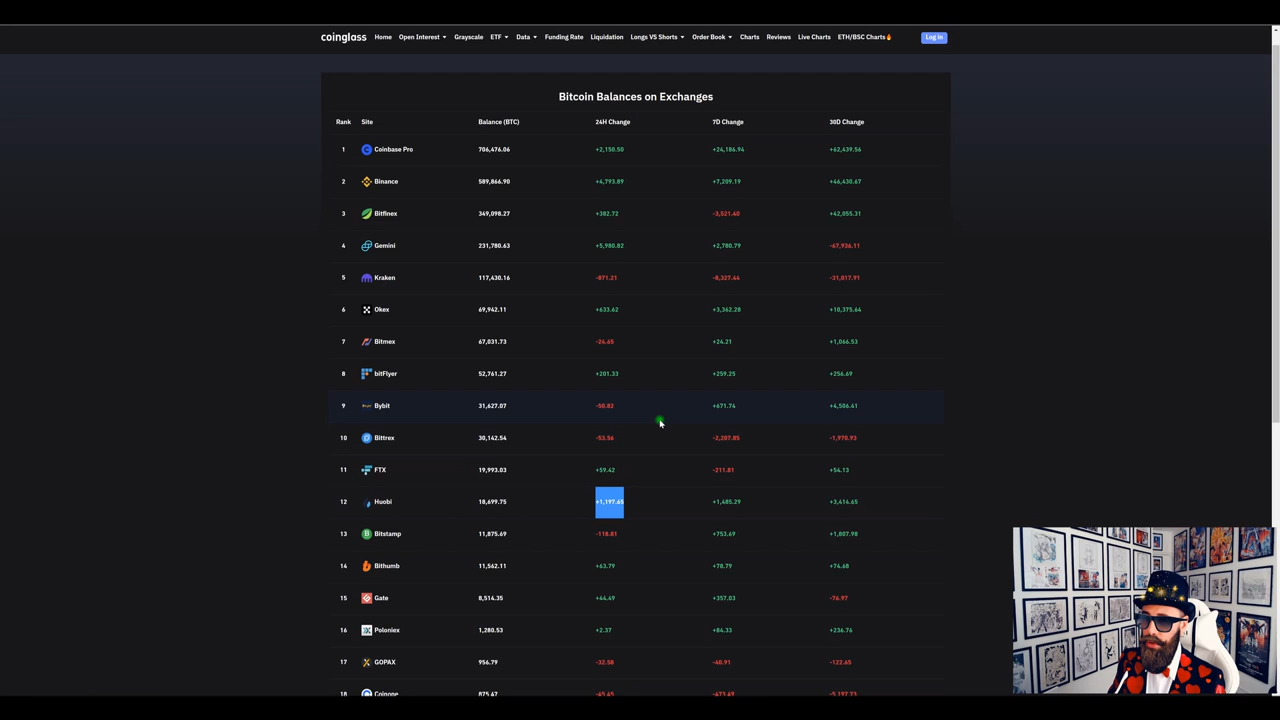 coinglass Home Open Interest Grayscale ETF Data Funding Rate Liquidation Longs VS Shorts Order Book Charts Reviews Live Charts ETH/BSC Charts🔥 Log in
Bitcoin Balances on Exchanges
Rank Site Balance (BTC) 24H Change 7D Change 30D Change
1 Coinbase Pro 706,476.06 +2,150.50 +24,186.94 +62,439.56
2 Binance 589,866.90 +4,793.89 +7,209.19 +46,430.67
3 Bitfinex 349,098.27 +382.72 -3,521.40 +42,055.31
4 Gemini 231,780.63 +5,980.82 +2,780.79 -67,936.11
5 Kraken 117,430.16 -871.21 -8,327.44 -31,017.91
6 Okex 69,942.11 +633.62 +3,362.28 +10,375.64
7 Bitmex 67,031.73 -24.65 +24.21 +1,066.53
8 bitFlyer 52,761.27 +201.33 +259.25 +256.69
9 Bybit 31,627.07 -50.82 +671.74 +4,506.41
10 Bittrex 30,142.54 -53.56 -2,207.85 -1,970.93
11 FTX 19,993.03 +59.42 -211.81 +54.13
12 Huobi 18,699.75 +1,197.65 +1,485.29 +3,414.65
13 Bitstamp 11,875.69 -118.81 +753.69 +1,807.98
14 Bithumb 11,562.11 +63.79 +78.79 +74.68
15 Gate 8,514.35 +44.49 +357.03 -76.97
16 Poloniex 1,280.53 +2.37 +84.33 +236.76
17 GOPAX 956.79 -32.58 -40.91 -122.65
18 Coinone 875.47 -45.45 -473.49 -5,197.73